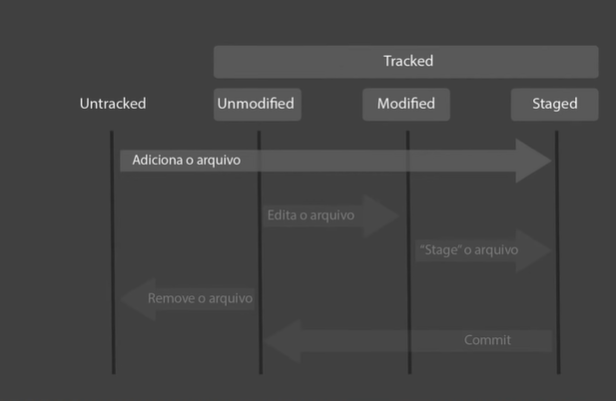 Tracked
Untracked
Unmodified
Modified
Staged
Adiciona o arquivo
Edita o arquivo
"Stage" o arquivo
Remove o arquivo
Commit